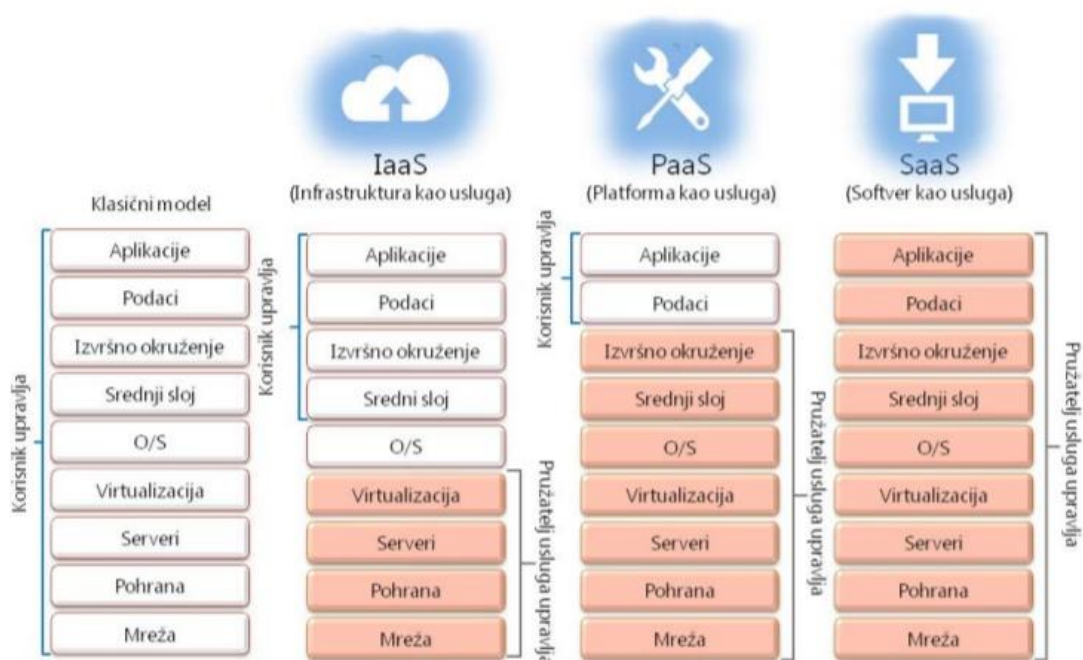 IaaS
(Infrastruktura kao usluga)
PaaS
(Platforma kao usluga)
SaaS
(Softver kao usluga)
Klasični model
Korisnik upravlja
Aplikacije
Podaci
Izvršno okruženje
Srednji sloj
O/S
Virtualizacija
Serveri
Pohrana
Mreža
Korisnik upravlja
Aplikacije
Podaci
Izvršno okruženje
Sredni sloj
O/S
Virtualizacija
Serveri
Pohrana
Mreža
Pružatelj usluga upravlja
Korisnik upravlja
Aplikacije
Podaci
Izvršno okruženje
Srednji sloj
O/S
Virtualizacija
Serveri
Pohrana
Mreža
Pružatelj usluga upravlja
Aplikacije
Podaci
Izvršno okruženje
Srednji sloj
O/S
Virtualizacija
Serveri
Pohrana
Mreža
Pružatelj usluga upravlja